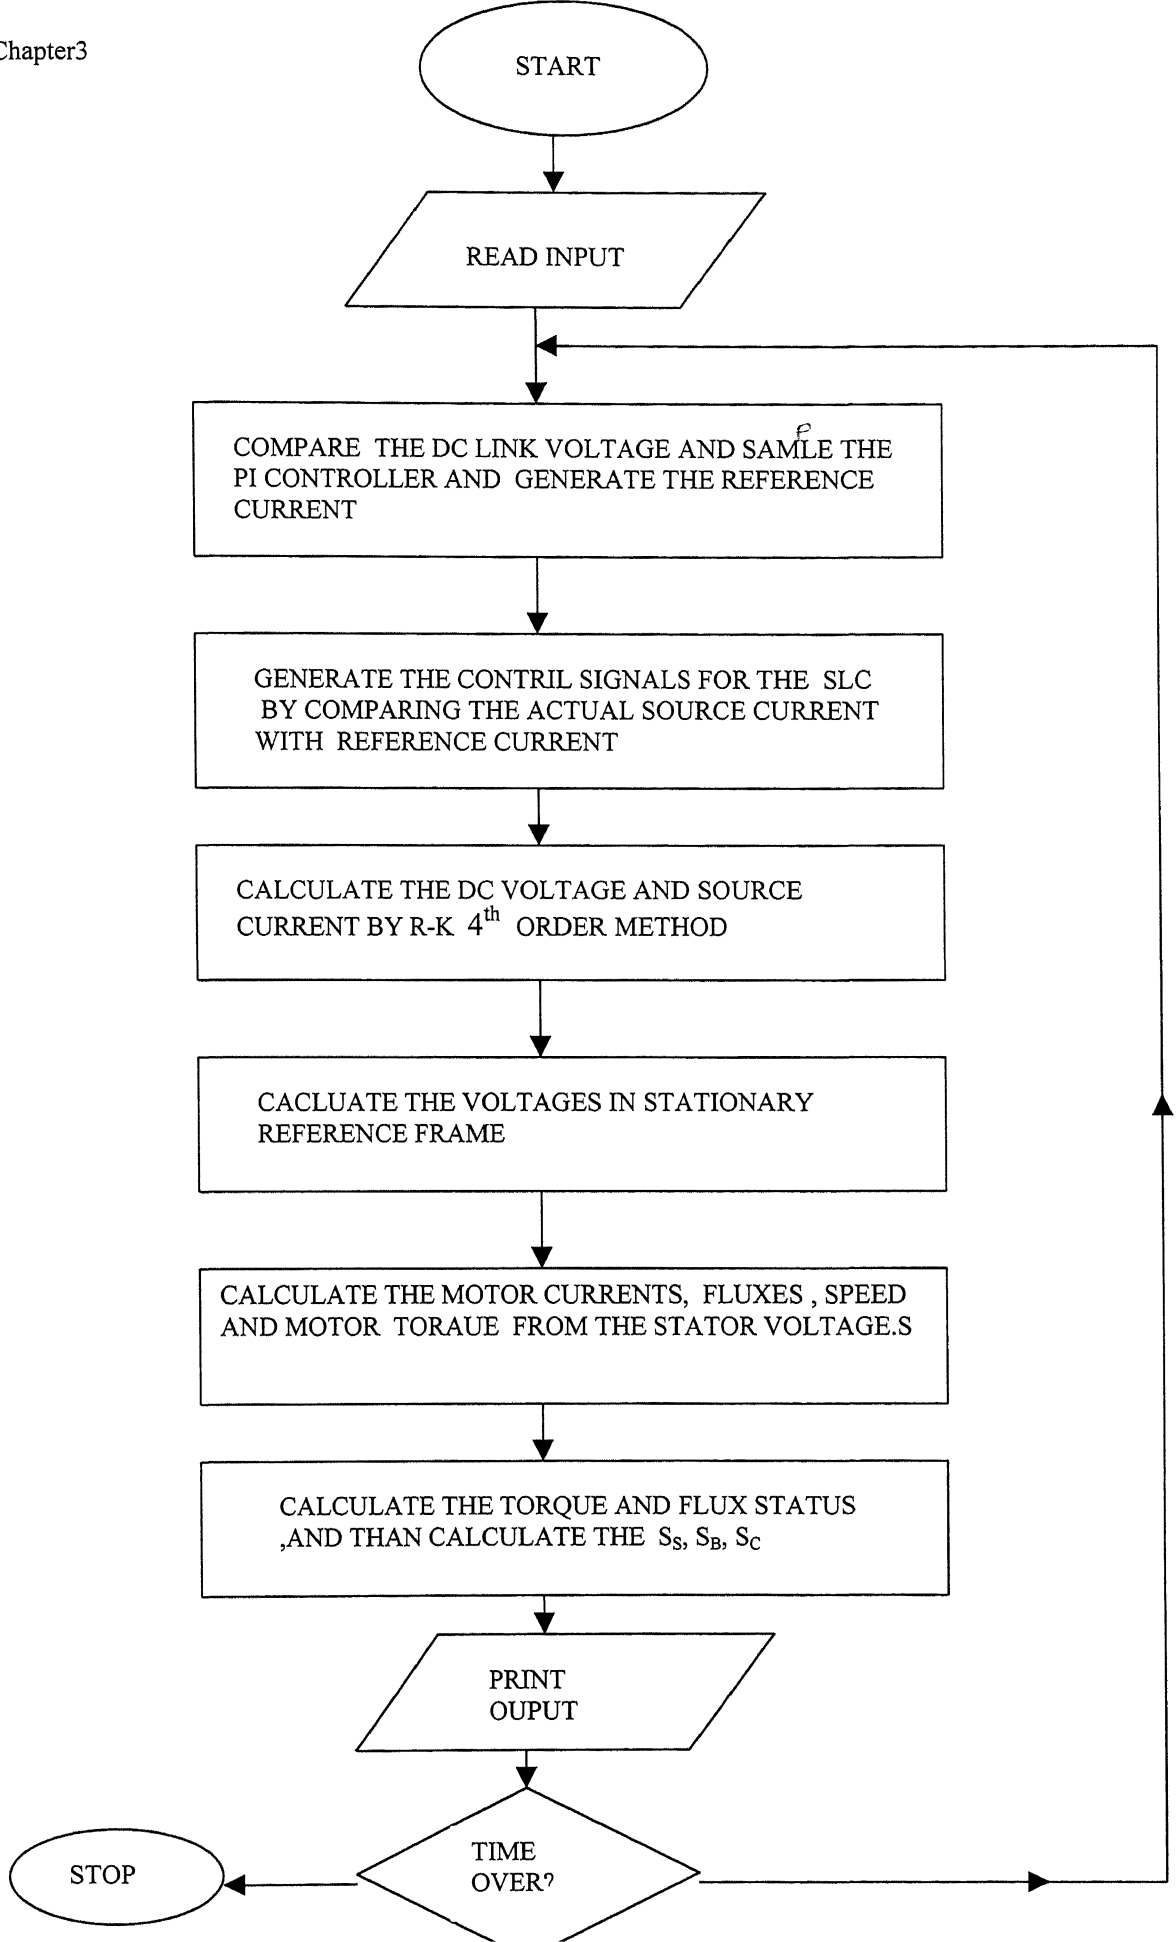 Chapter3
START
READ INPUT
COMPARE THE DC LINK VOLTAGE AND SAMLE THE
P
PI CONTROLLER AND GENERATE THE REFERENCE
CURRENT
GENERATE THE CONTRIL SIGNALS FOR THE SLC
BY COMPARING THE ACTUAL SOURCE CURRENT
WITH REFERENCE CURRENT
CALCULATE THE DC VOLTAGE AND SOURCE
CURRENT BY R-K 4th ORDER METHOD
CACLUATE THE VOLTAGES IN STATIONARY
REFERENCE FRAME
CALCULATE THE MOTOR CURRENTS, FLUXES , SPEED
AND MOTOR TORAUE FROM THE STATOR VOLTAGE.S
CALCULATE THE TORQUE AND FLUX STATUS
,AND THAN CALCULATE THE SS, SB, SC
PRINT
OUPUT
TIME
OVER?
STOP